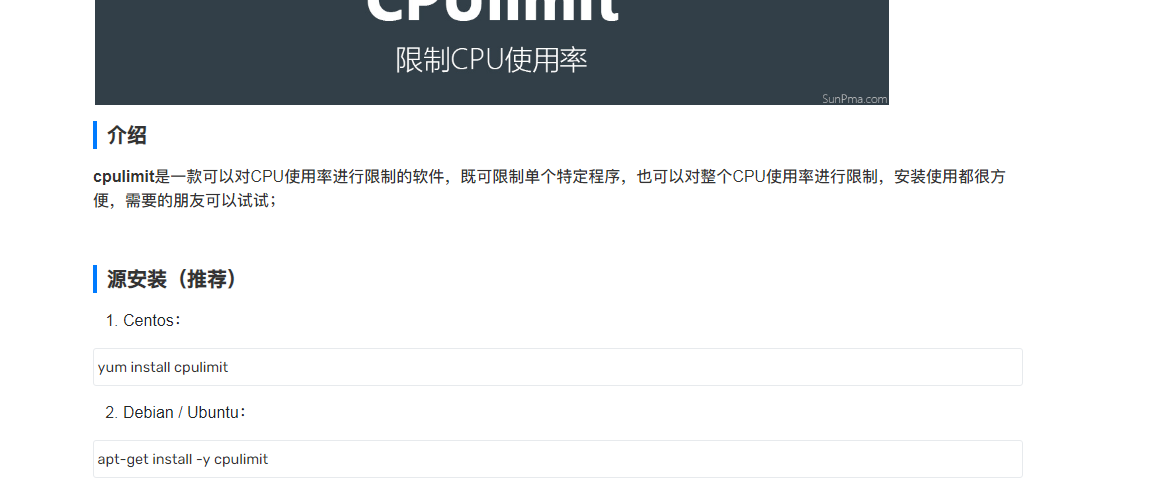 CPUlimit
限制CPU使用率
SunPma.com
介绍
cpulimit是一款可以对CPU使用率进行限制的软件，既可限制单个特定程序，也可以对整个CPU使用率进行限制，安装使用都很方
便，需要的朋友可以试试；
源安装（推荐）
1. Centos：
yum install cpulimit
2. Debian / Ubuntu：
apt-get install -y cpulimit